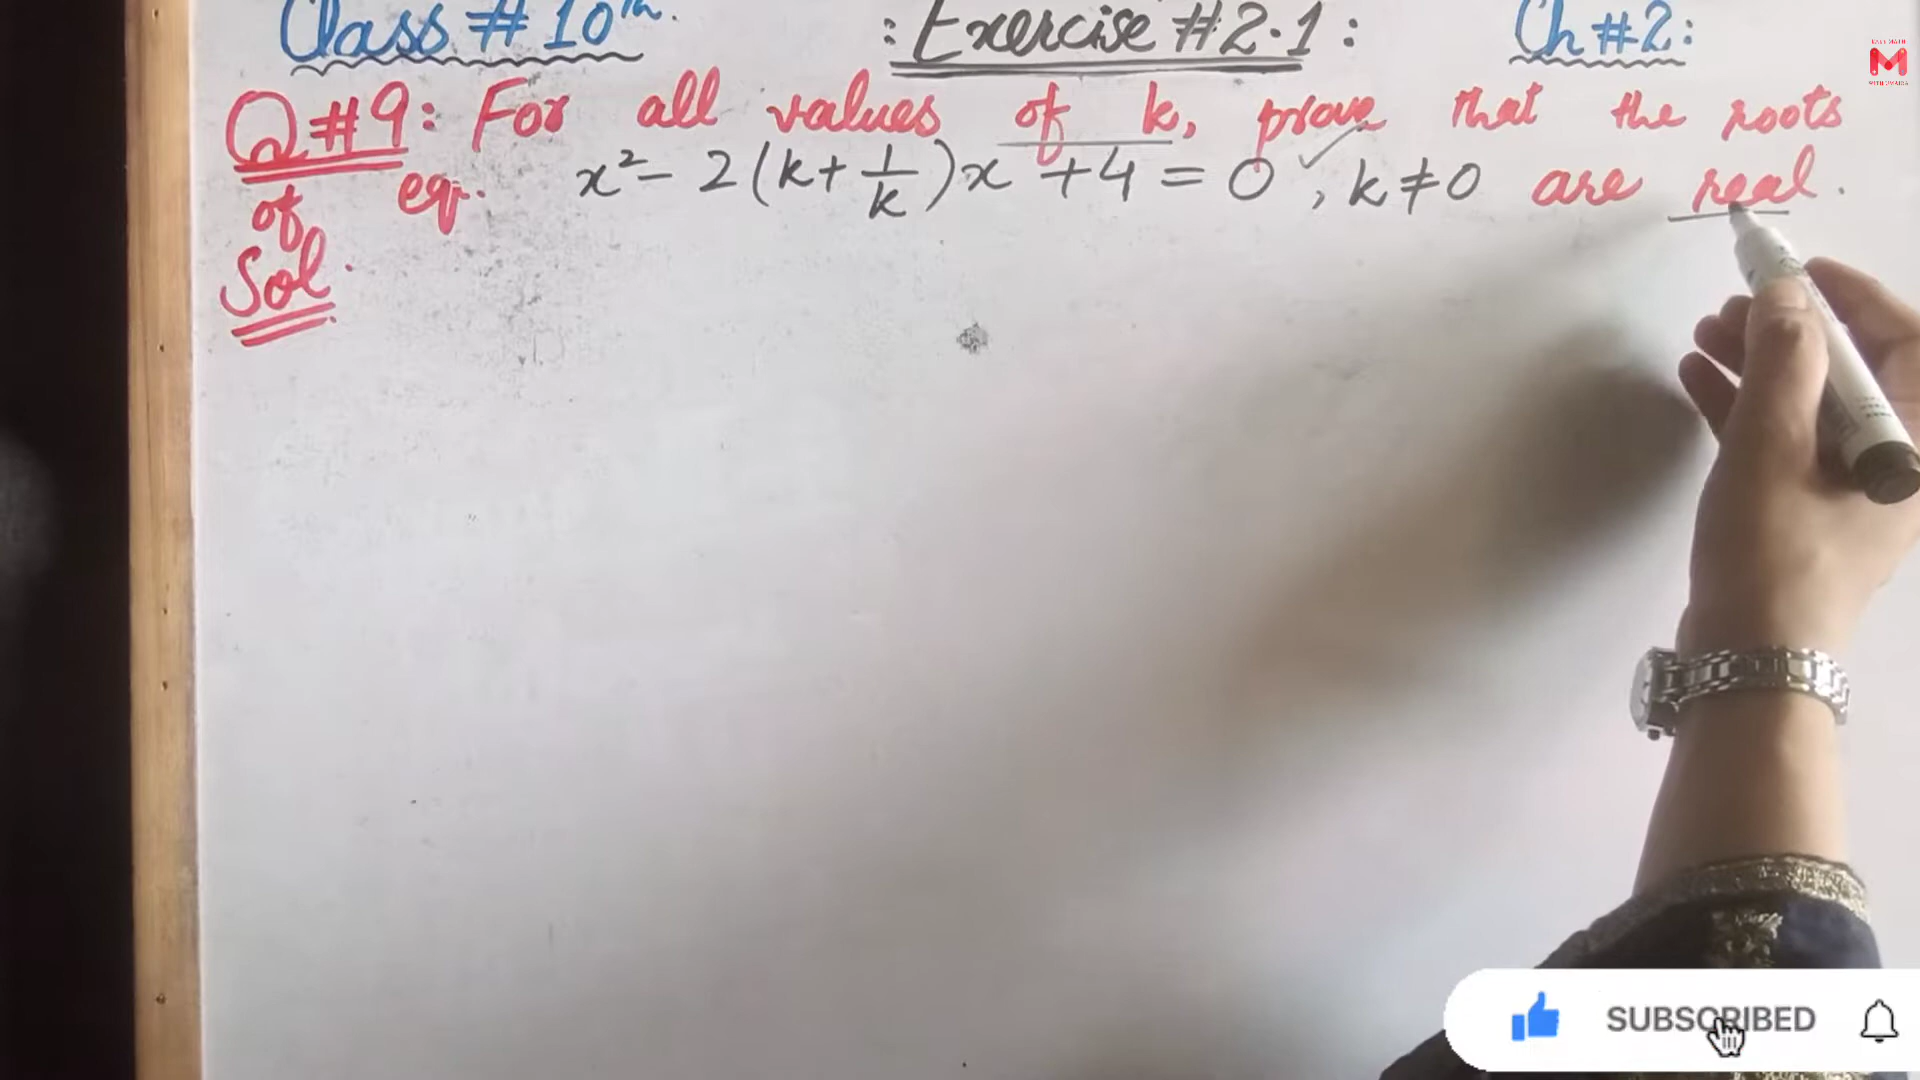 Class # 10th. : Exercise # 2.1 : Ch # 2:
Q # 9: For all values of k, prove that the roots
of eq. x² - 2(k + 1/k)x + 4 = 0 , k ≠ 0 are real.
Sol.
M
SUBSCRIBED